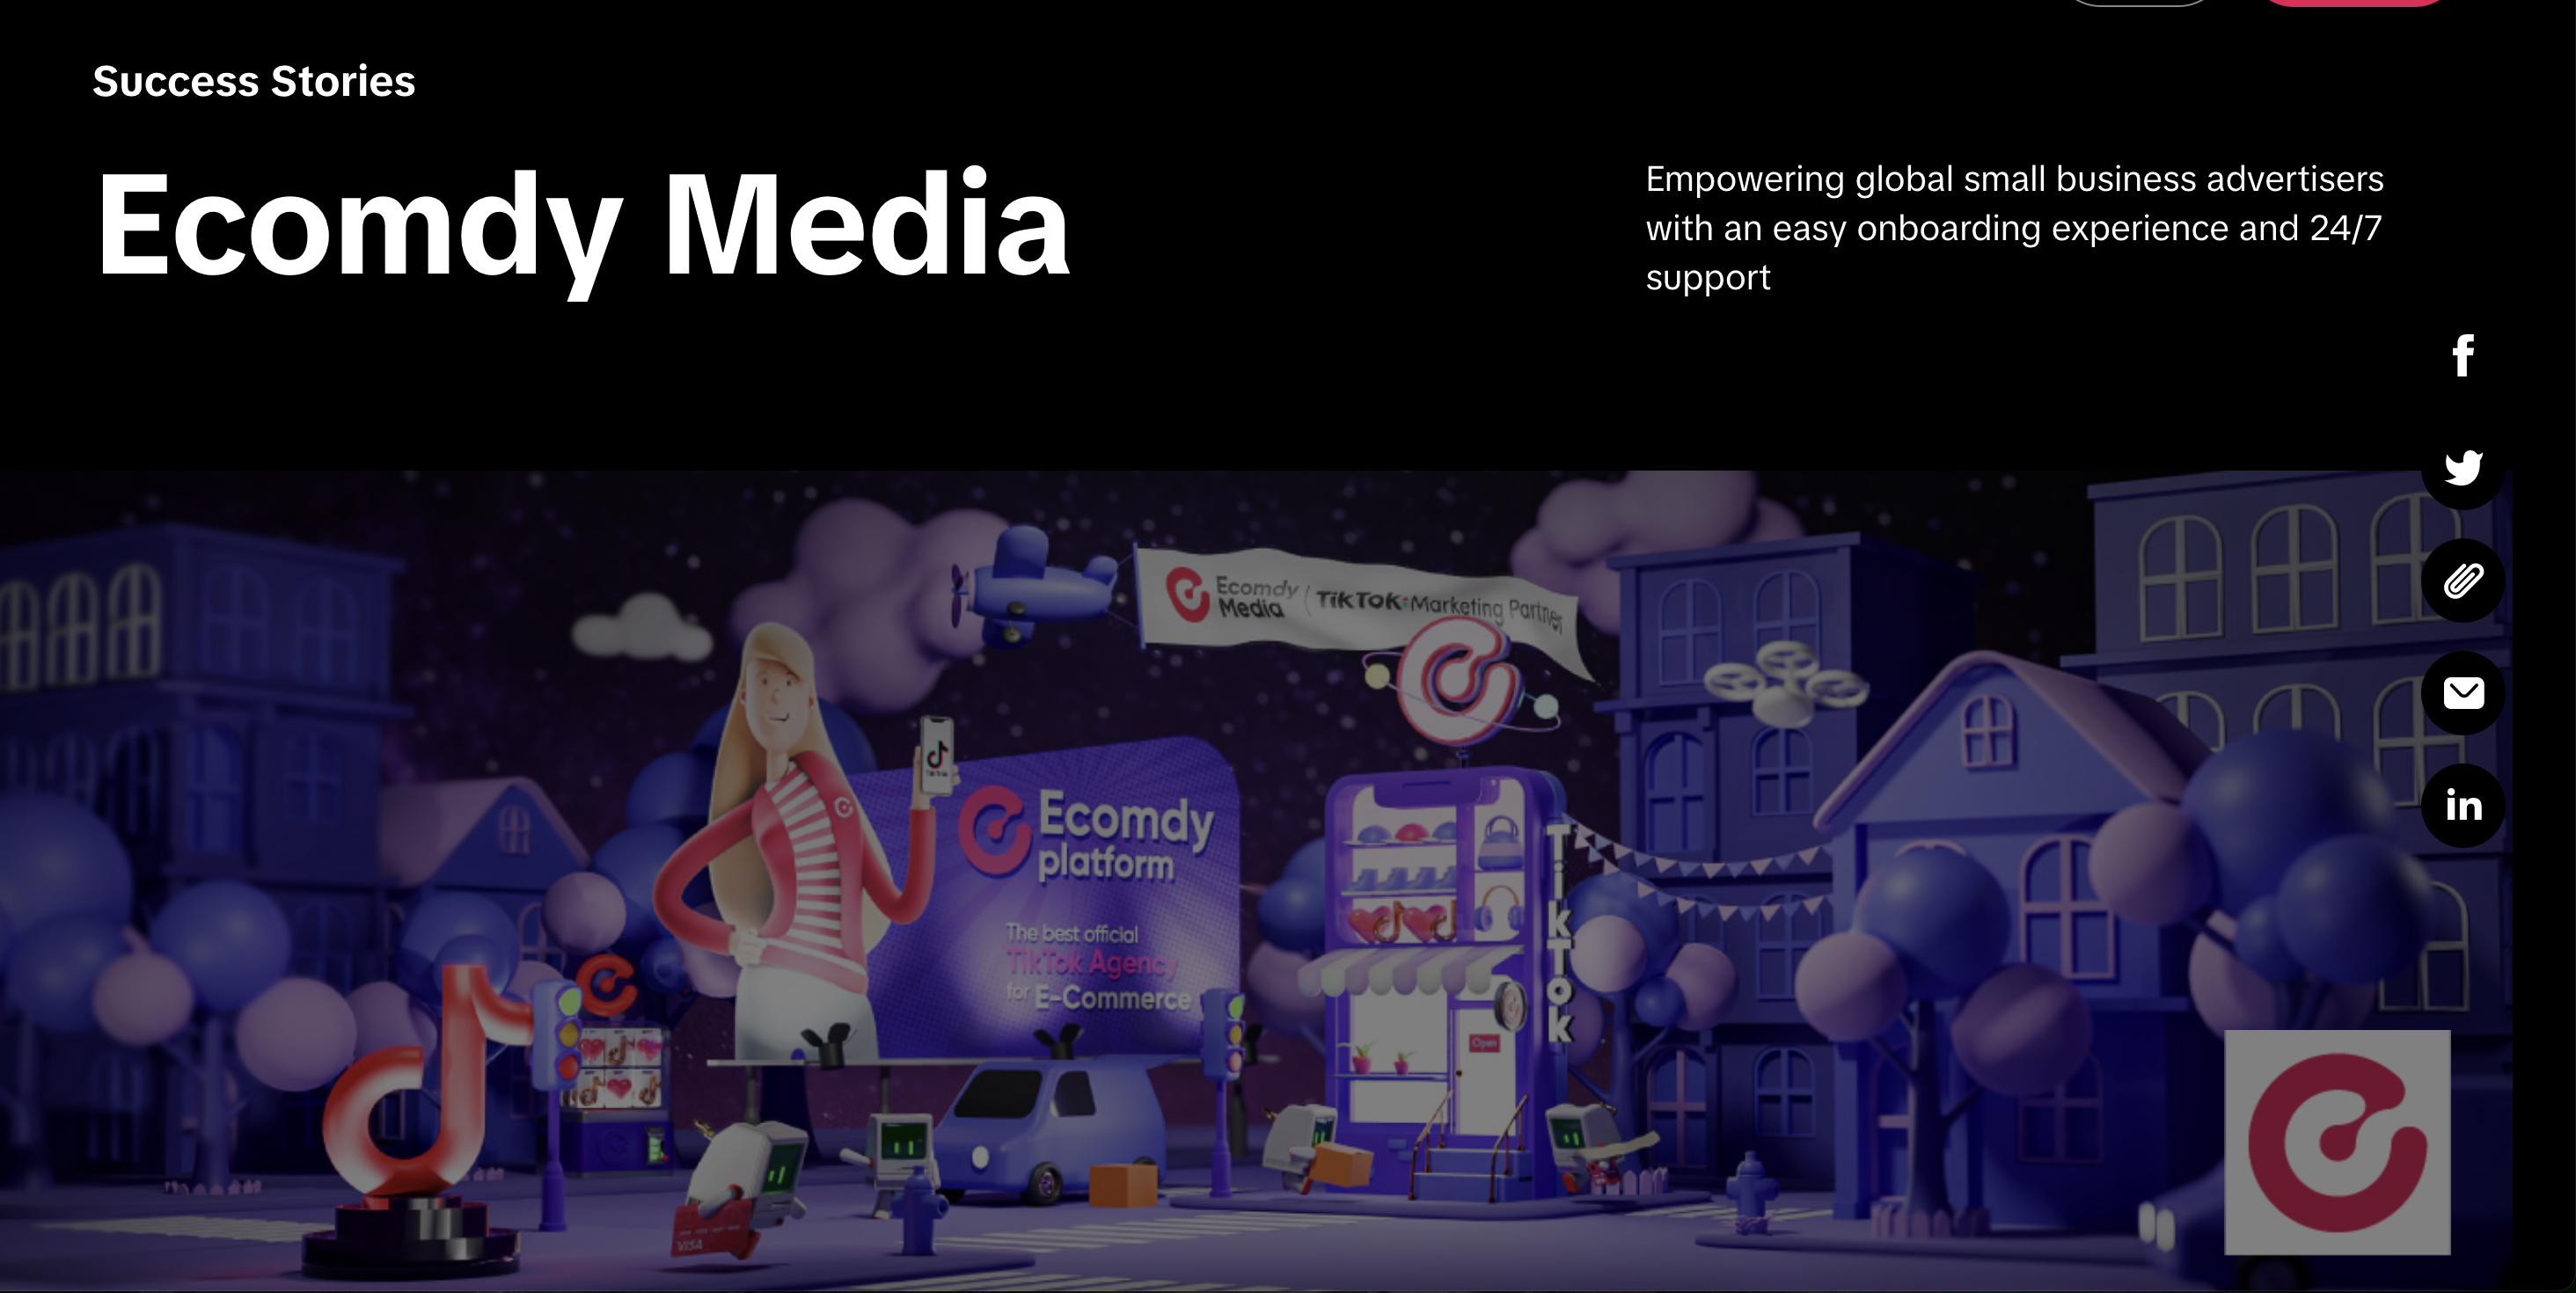 Success Stories
Ecomdy Media
Empowering global small business advertisers
with an easy onboarding experience and 24/7
support
Ecomdy
Media
TikTok: Marketing Partner
Ecomdy
platform
The best official
TikTok Agency
for E-Commerce
TikTok
Open
VISA
f
in